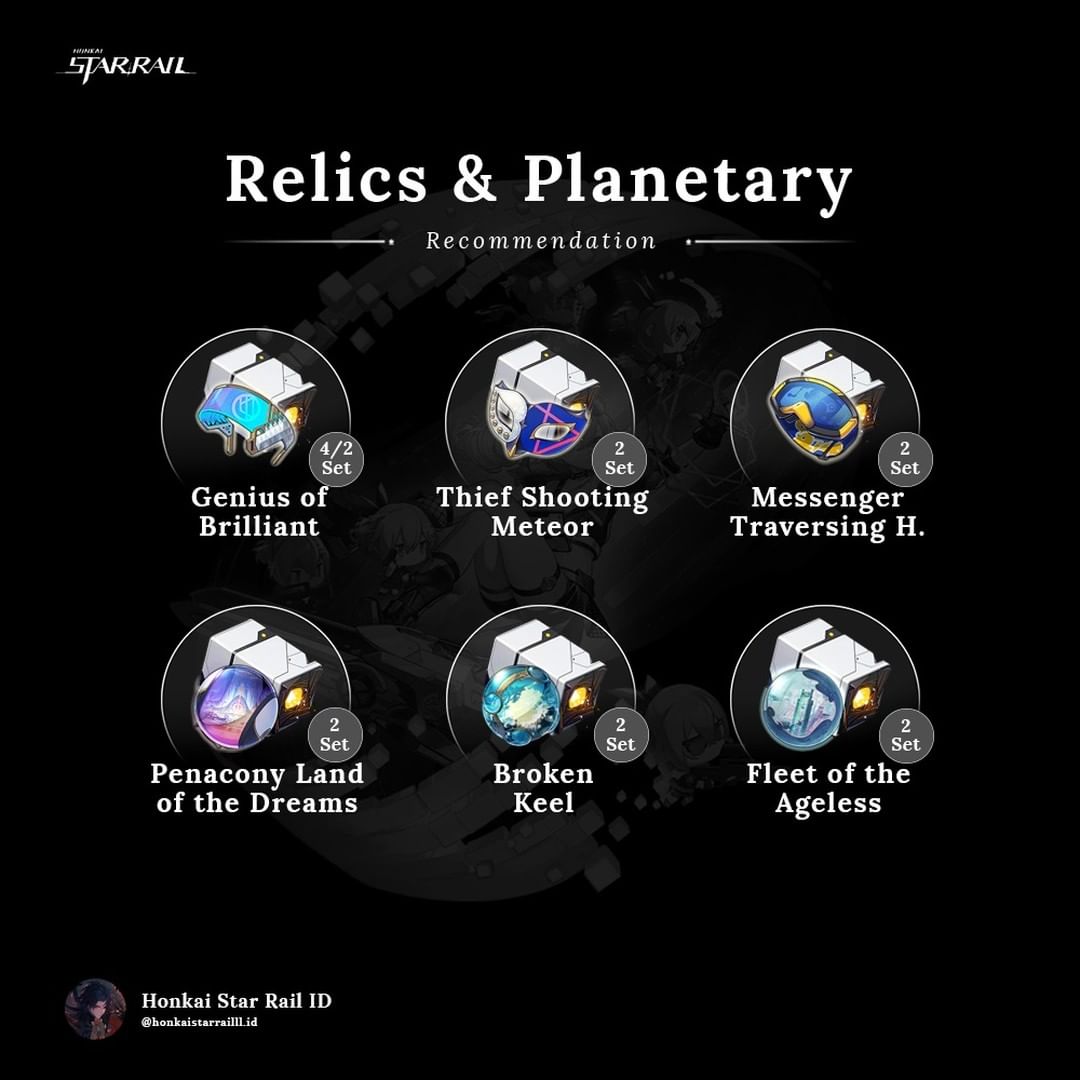 HONKAI
STARRAIL
Relics & Planetary
Recommendation
4/2
Set
Genius of
Brilliant
2
Set
Thief Shooting
Meteor
2
Set
Messenger
Traversing H.
2
Set
Penacony Land
of the Dreams
2
Set
Broken
Keel
2
Set
Fleet of the
Ageless
Honkai Star Rail ID
@honkaistarrailll.id